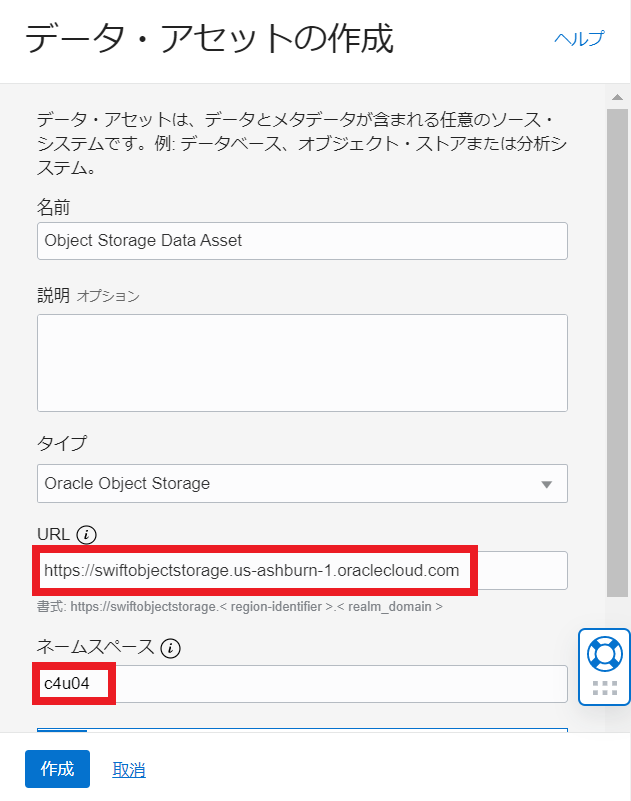 データ・アセットの作成
ヘルプ
データ・アセットは、データとメタデータが含まれる任意のソース・
システムです。例: データベース、オブジェクト・ストアまたは分析シ
ステム。
名前
Object Storage Data Asset
説明 オプション
タイプ
Oracle Object Storage
URL
https://swiftobjectstorage.us-ashburn-1.oraclecloud.com
書式: https://swiftobjectstorage.< region-identifier >.< realm_domain >
ネームスペース
c4u04
作成
取消